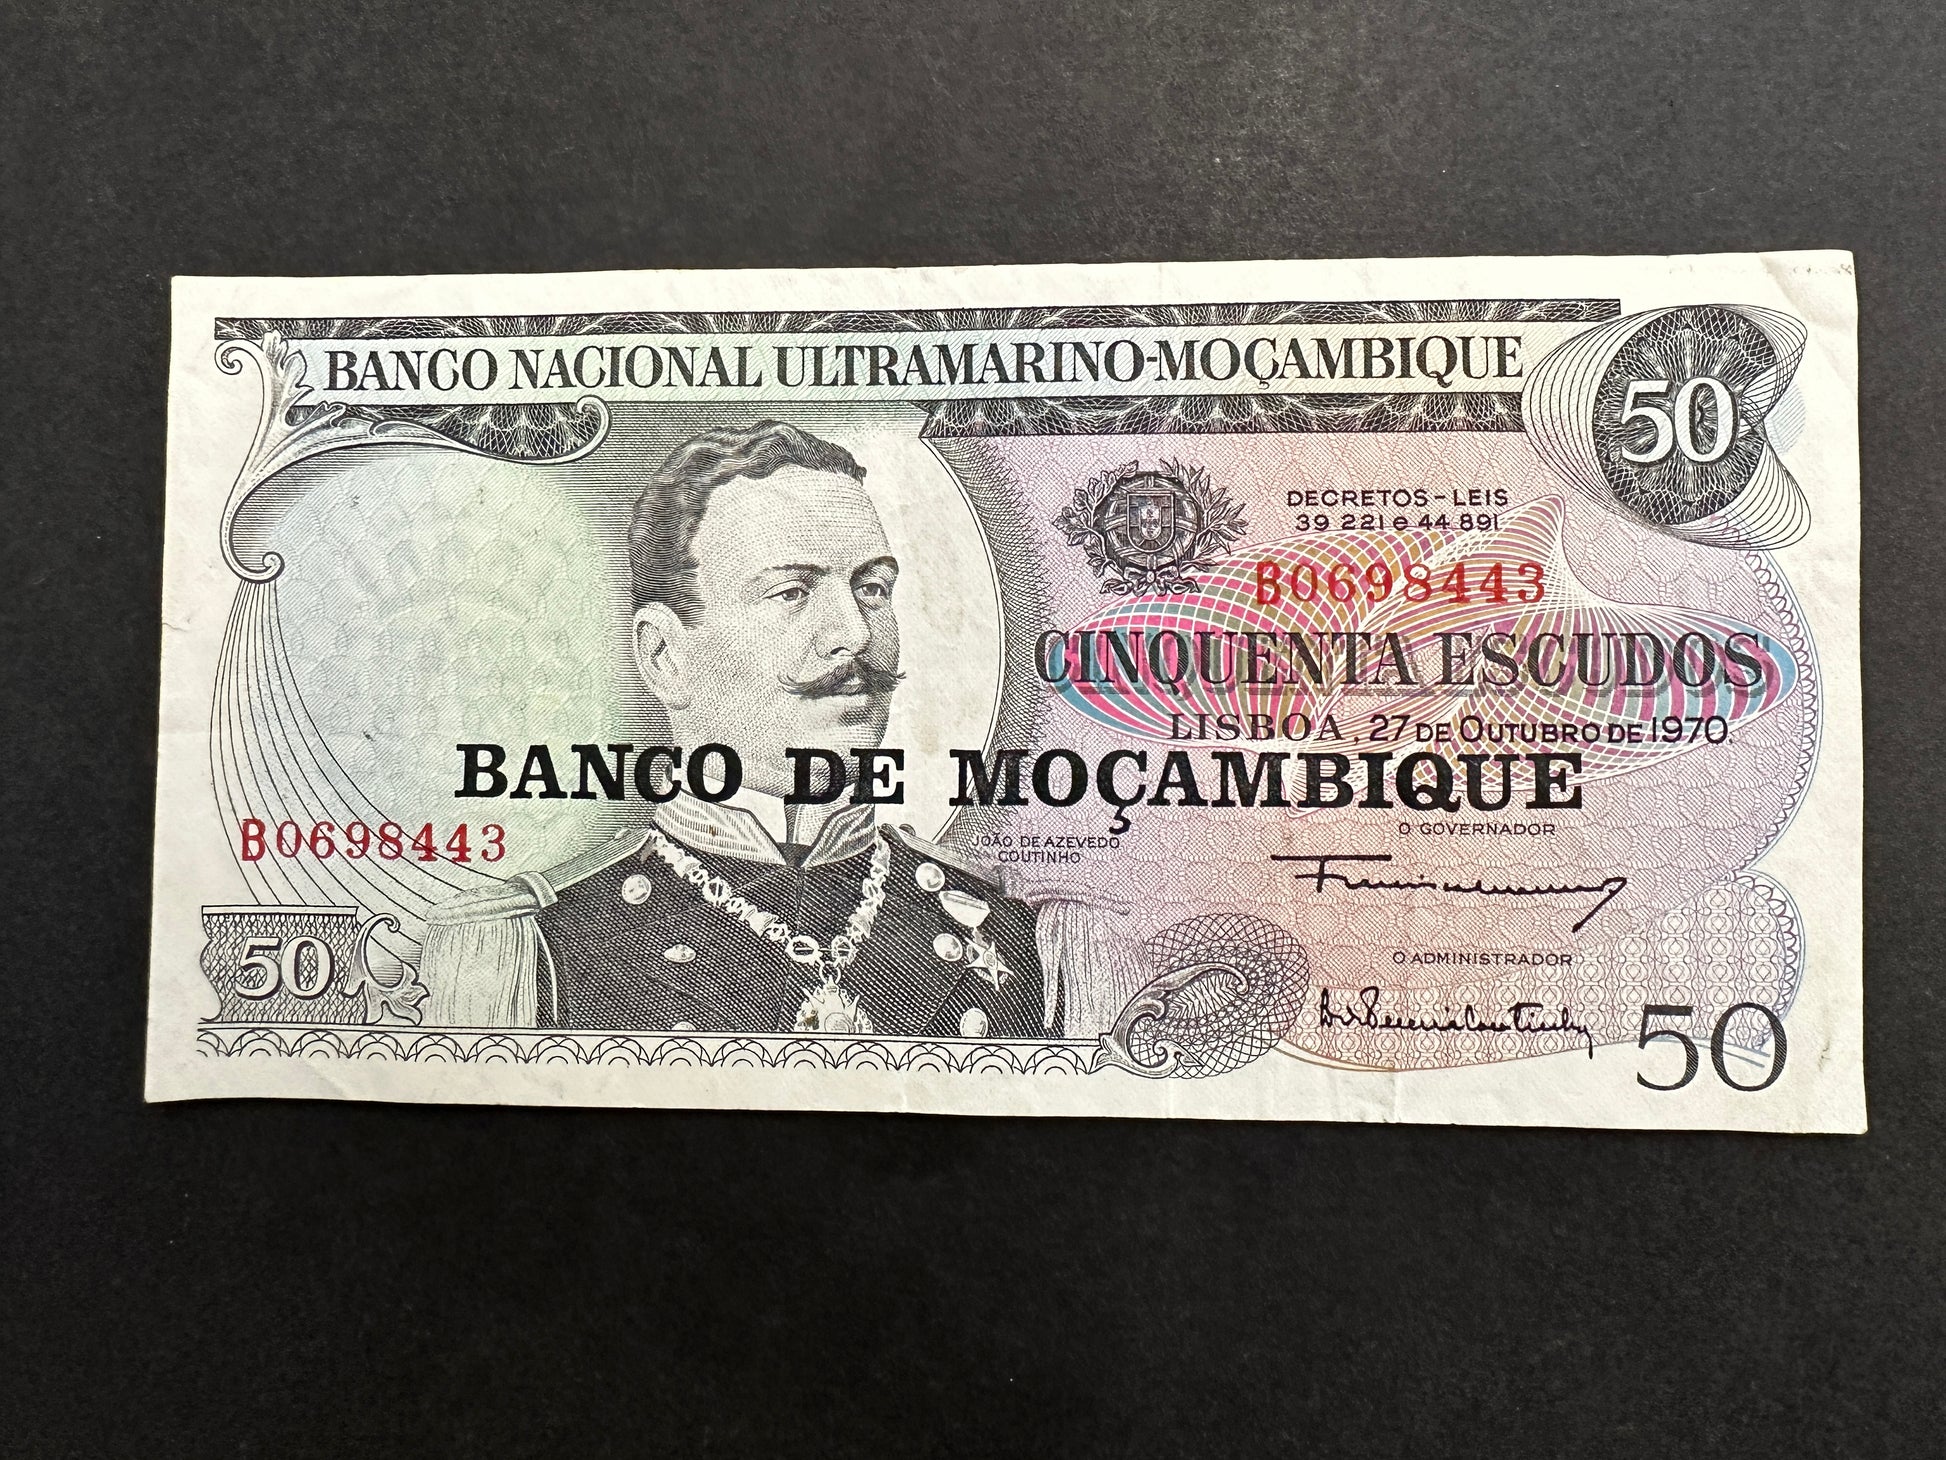 BANCO NACIONAL ULTRAMARINO-MOÇAMBIQUE
50
DECRETOS-LEIS
39 221 e 44 891
B0698443
CINQUENTA ESCUDOS
LISBOA, 27 DE OUTUBRO DE 1970.
BANCO DE MOÇAMBIQUE
B0698443
JOÃO DE AZEVEDO
COUTINHO
O GOVERNADOR
O ADMINISTRADOR
50
50